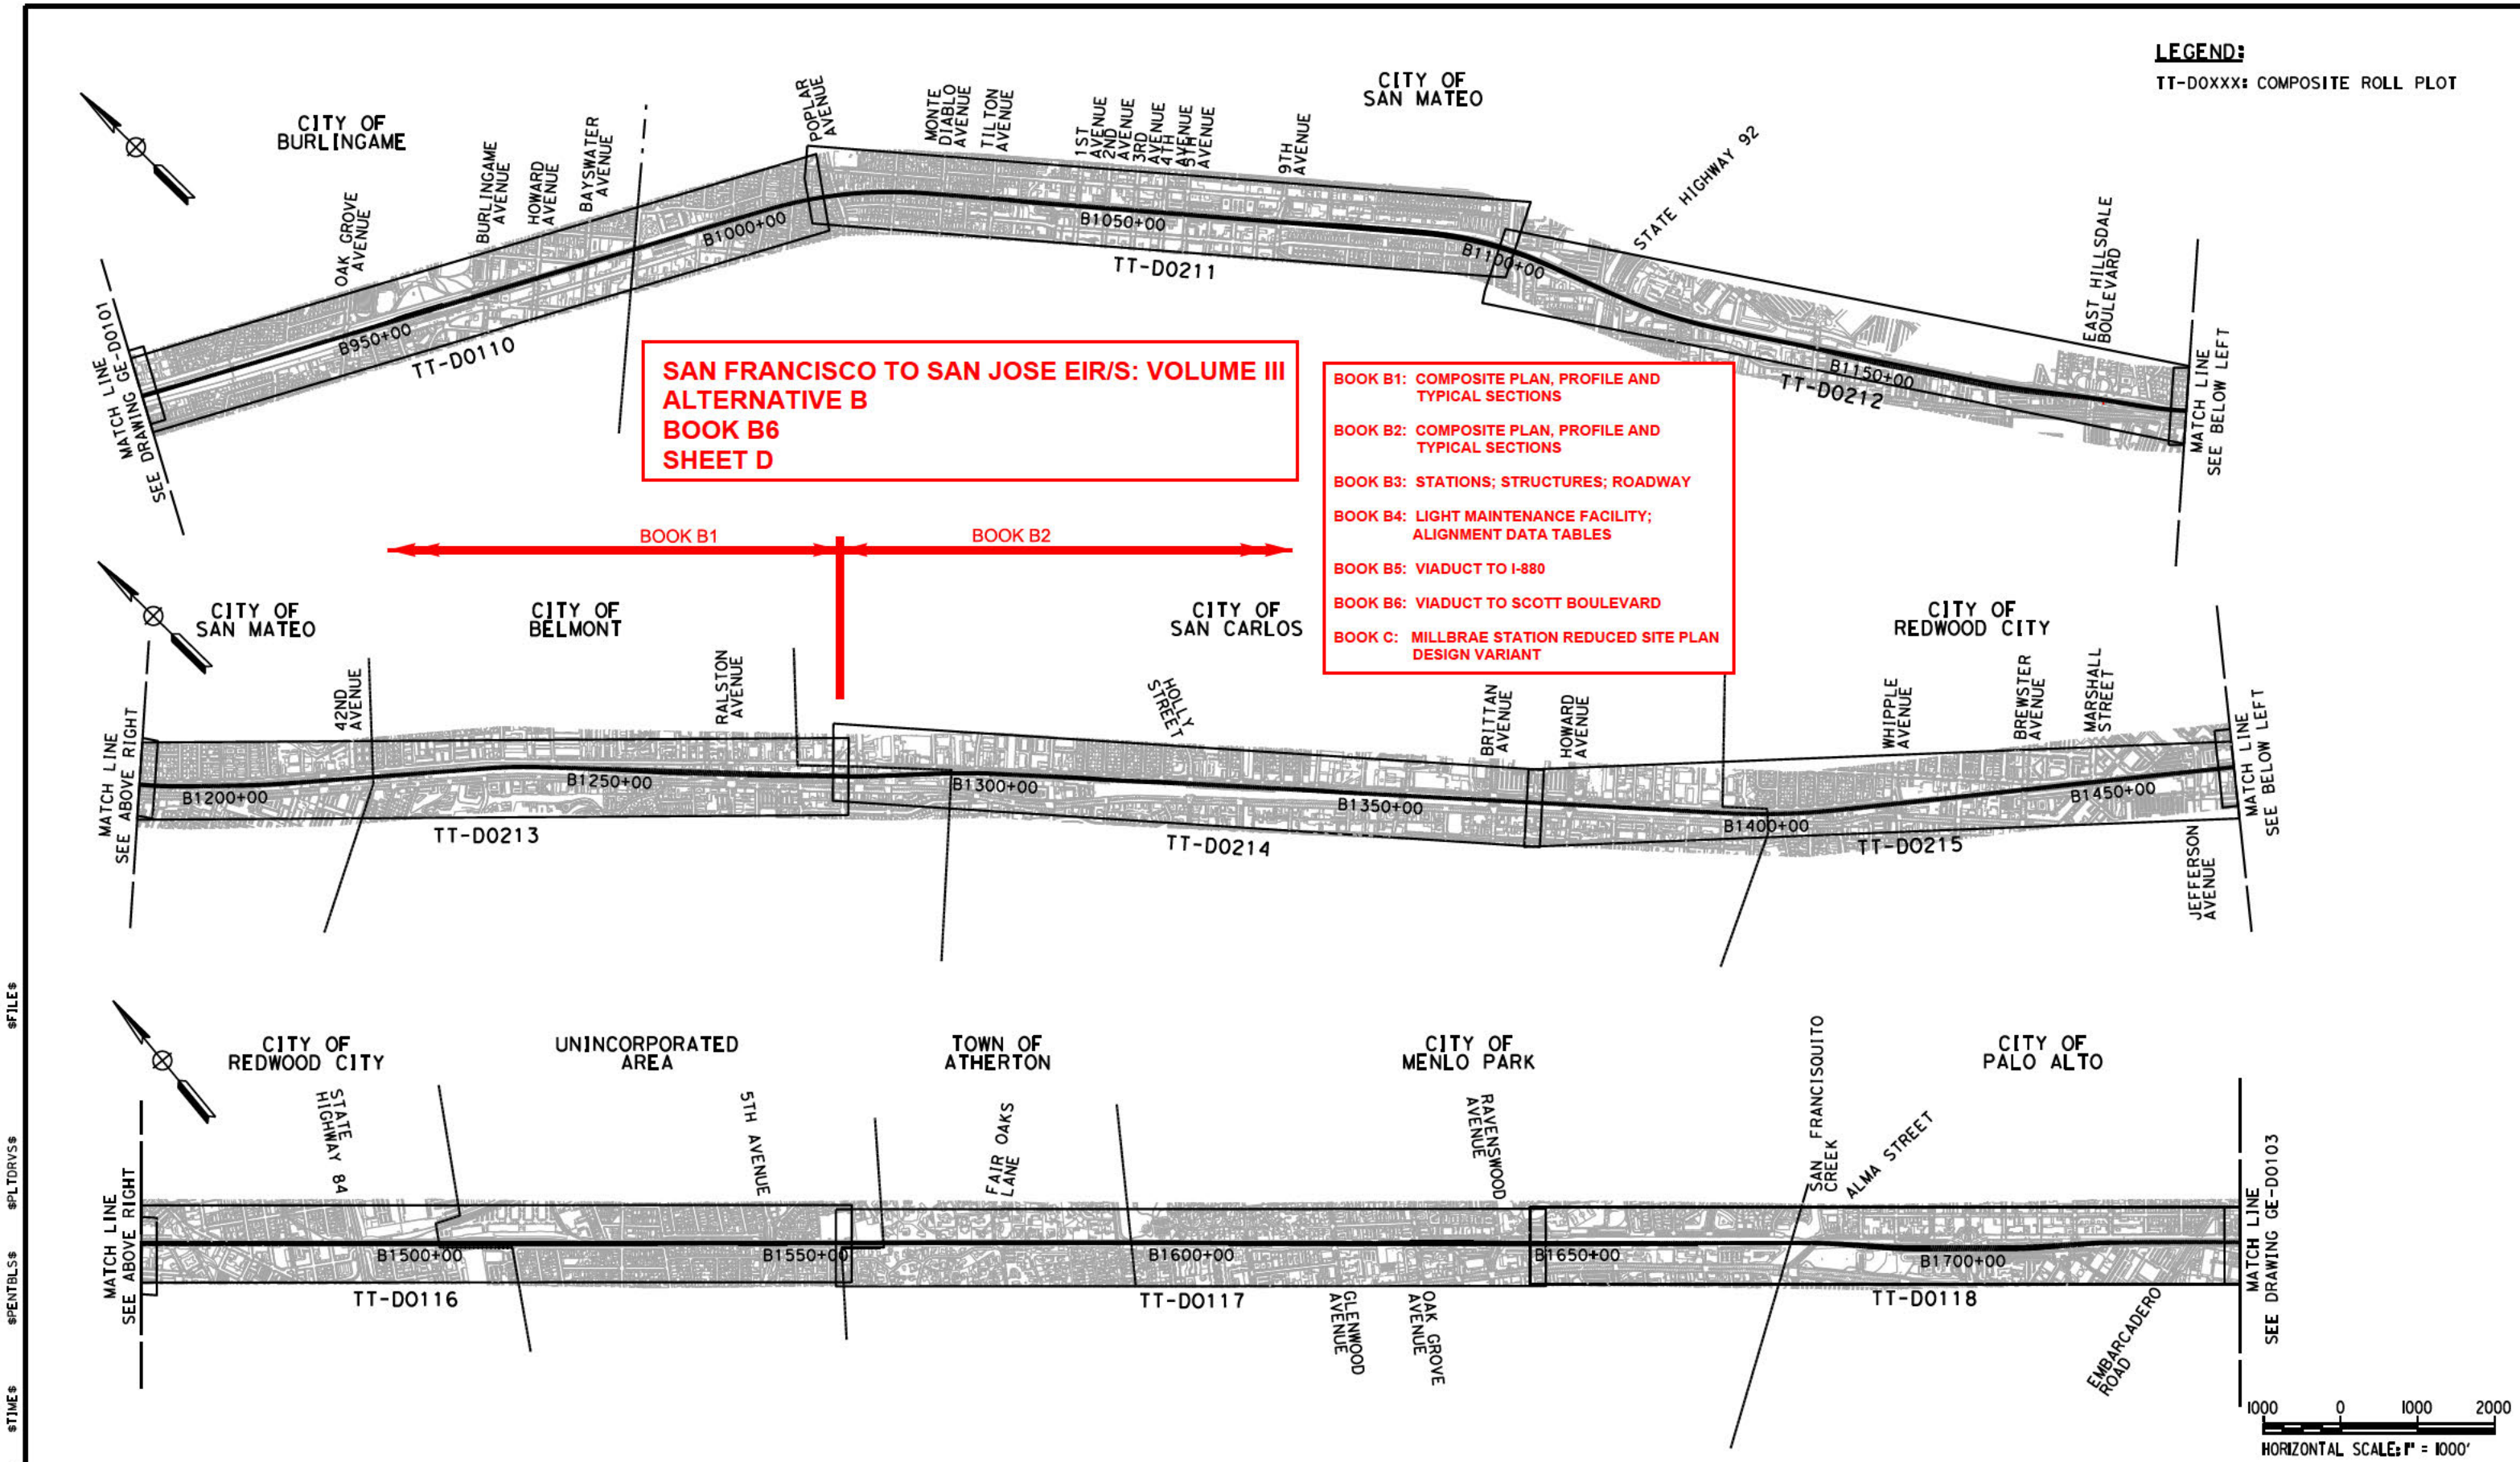 LEGEND:
TT-D0XXX: COMPOSITE ROLL PLOT
CITY OF
BURLINGAME
CITY OF
SAN MATEO
OAK GROVE
AVENUE
BURLINGAME
AVENUE
HOWARD
AVENUE
BAYSWATER
AVENUE
POPLAR
AVENUE
MONTE
DIABLO
AVENUE
TILTON
AVENUE
1ST
AVENUE
2ND
AVENUE
3RD
AVENUE
4TH
AVENUE
5TH
AVENUE
9TH
AVENUE
STATE HIGHWAY 92
EAST HILLSDALE
BOULEVARD
MATCH LINE
SEE DRAWING GE-D0101
B950+00
B1000+00
B1050+00
B1100+00
B1150+00
TT-D0110
TT-D0211
TT-D0212
MATCH LINE
SEE BELOW LEFT
SAN FRANCISCO TO SAN JOSE EIR/S: VOLUME III
ALTERNATIVE B
BOOK B6
SHEET D
BOOK B1: COMPOSITE PLAN, PROFILE AND
TYPICAL SECTIONS
BOOK B2: COMPOSITE PLAN, PROFILE AND
TYPICAL SECTIONS
BOOK B3: STATIONS; STRUCTURES; ROADWAY
BOOK B4: LIGHT MAINTENANCE FACILITY;
ALIGNMENT DATA TABLES
BOOK B5: VIADUCT TO I-880
BOOK B6: VIADUCT TO SCOTT BOULEVARD
BOOK C: MILLBRAE STATION REDUCED SITE PLAN
DESIGN VARIANT
BOOK B1
BOOK B2
CITY OF
SAN MATEO
CITY OF
BELMONT
CITY OF
SAN CARLOS
CITY OF
REDWOOD CITY
42ND
AVENUE
RALSTON
AVENUE
HOLLY
STREET
BRITTAN
AVENUE
HOWARD
AVENUE
WHIPPLE
AVENUE
BREWSTER
AVENUE
MARSHALL
STREET
JEFFERSON
AVENUE
MATCH LINE
SEE ABOVE RIGHT
B1200+00
B1250+00
B1300+00
B1350+00
B1400+00
B1450+00
TT-D0213
TT-D0214
TT-D0215
MATCH LINE
SEE BELOW LEFT
CITY OF
REDWOOD CITY
UNINCORPORATED
AREA
TOWN OF
ATHERTON
CITY OF
MENLO PARK
CITY OF
PALO ALTO
STATE
HIGHWAY 84
5TH AVENUE
FAIR OAKS
LANE
RAVENSWOOD
AVENUE
SAN FRANCISQUITO
CREEK
ALMA STREET
MATCH LINE
SEE ABOVE RIGHT
B1500+00
B1550+00
B1600+00
B1650+00
B1700+00
TT-D0116
TT-D0117
TT-D0118
GLENWOOD
AVENUE
OAK GROVE
AVENUE
EMBARCADERO
ROAD
MATCH LINE
SEE DRAWING GE-D0103
1000 0 1000 2000
HORIZONTAL SCALE: 1" = 1000'
$FILE$
$PLTDRVS$
$PENTBLS$
$TIME$